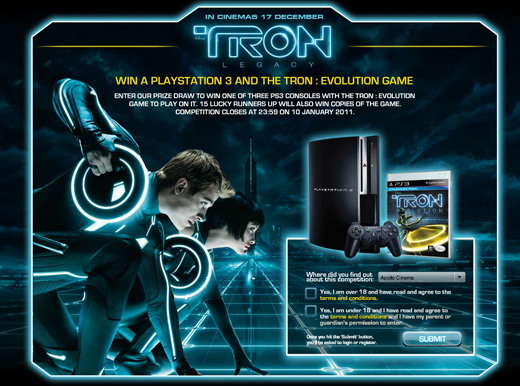 IN CINEMAS 17 DECEMBER
Disney
TRON
LEGACY
WIN A PLAYSTATION 3 AND THE TRON : EVOLUTION GAME
ENTER OUR PRIZE DRAW TO WIN ONE OF THREE PS3 CONSOLES WITH THE TRON : EVOLUTION
GAME TO PLAY ON IT. 15 LUCKY RUNNERS UP WILL ALSO WIN COPIES OF THE GAME.
COMPETITION CLOSES AT 23:59 ON 10 JANUARY 2011.
PLAYSTATION 3
PS3
TRON
EVOLUTION
Where did you find out
about this competition:
Apollo Cinema
Yes, I am over 18 and have read and agree to the
terms and conditions.
Yes, I am under 18 and I have read and agree to
the terms and conditions and I have my parent or
guardian's permission to enter.
Once you hit the 'Submit' button,
you'll be asked to login or register.
SUBMIT